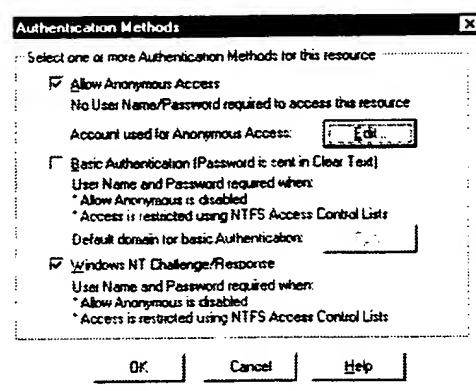 Authentication Methods
Select one or more Authentication Methods for this resource
Allow Anonymous Access
No User Name/Password required to access this resource
Account used for Anonymous Access:
Edit...
Basic Authentication (Password is sent in Clear Text)
User Name and Password required when:
* Allow Anonymous is disabled
* Access is restricted using NTFS Access Control Lists
Default domain for basic Authentication:
Windows NT Challenge/Response
User Name and Password required when:
* Allow Anonymous is disabled
* Access is restricted using NTFS Access Control Lists
OK
Cancel
Help